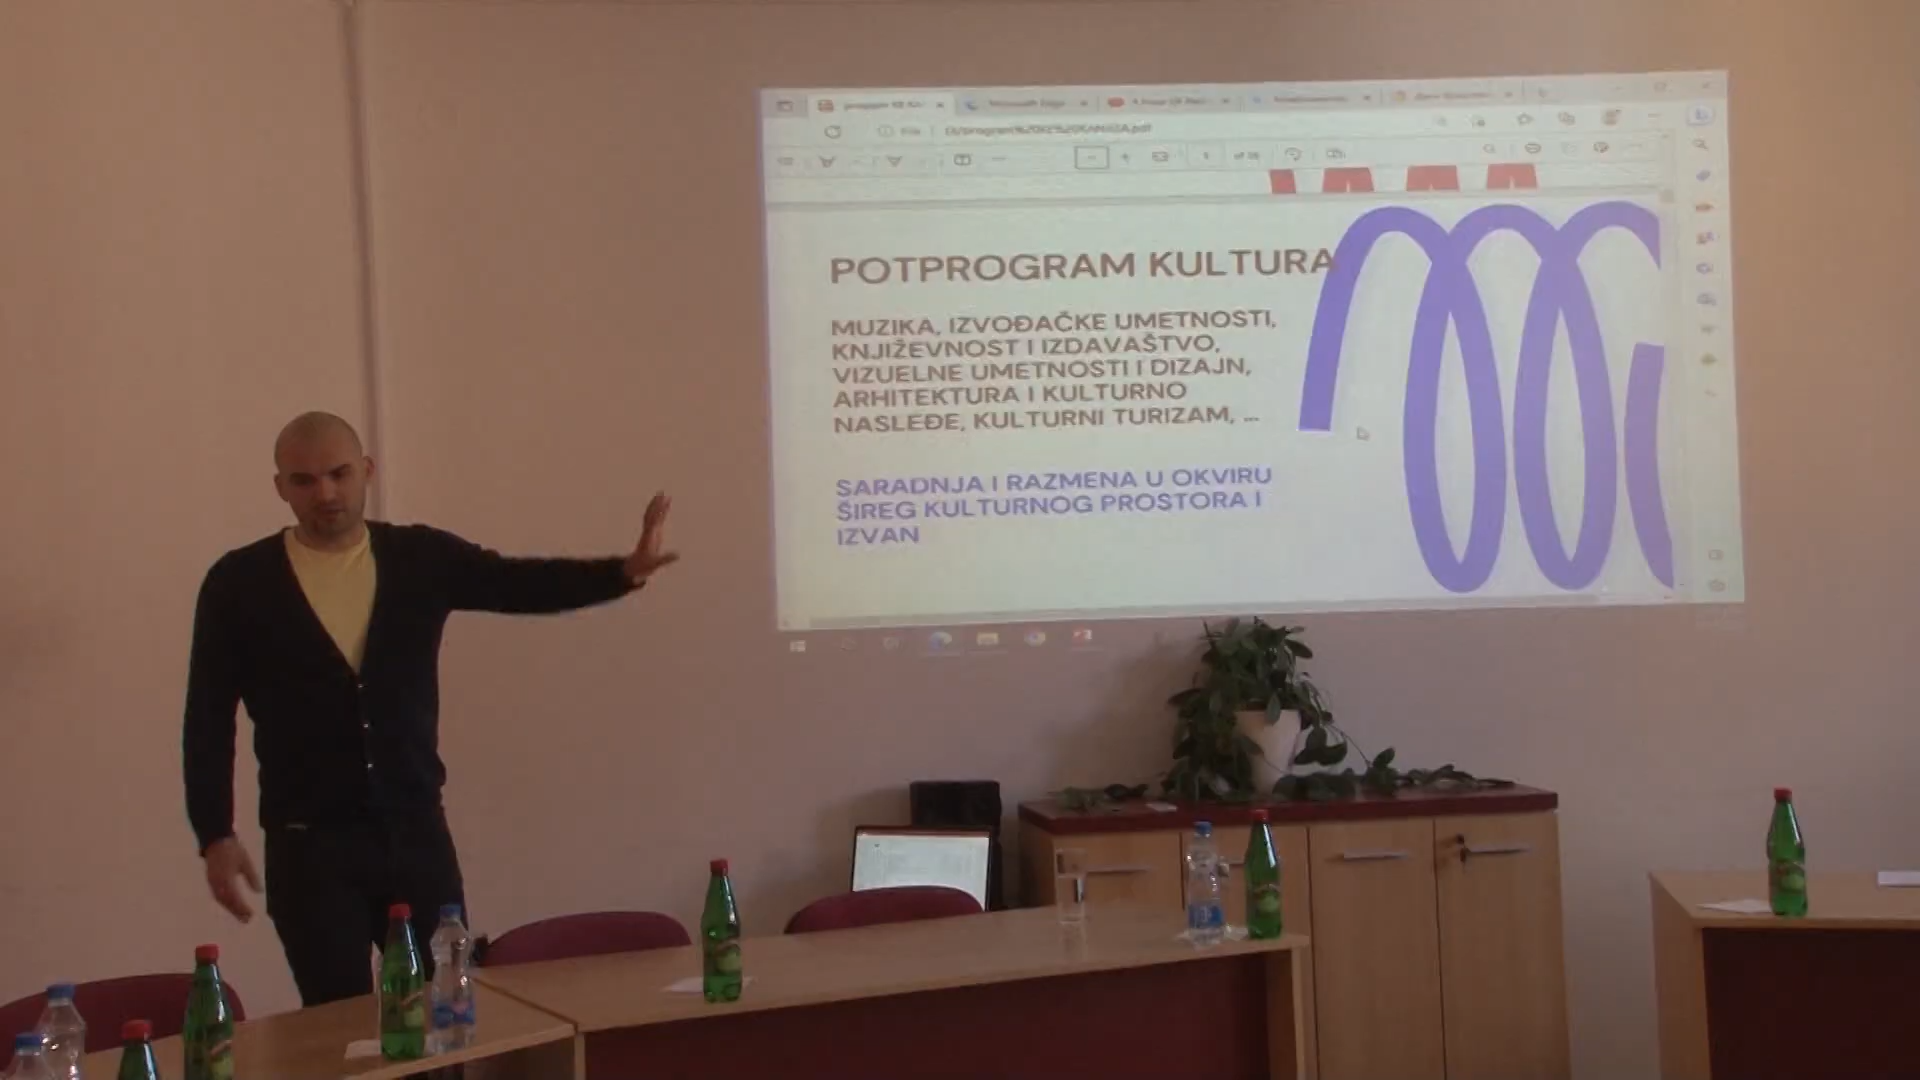 POTPROGRAM KULTURA
MUZIKA, IZVOĐAČKE UMETNOSTI,
KNJIŽEVNOST I IZDAVAŠTVO,
VIZUELNE UMETNOSTI I DIZAJN,
ARHITEKTURA I KULTURNO
NASLEĐE, KULTURNI TURIZAM, ...
SARADNJA I RAZMENA U OKVIRU
ŠIREG KULTURNOG PROSTORA I
IZVAN